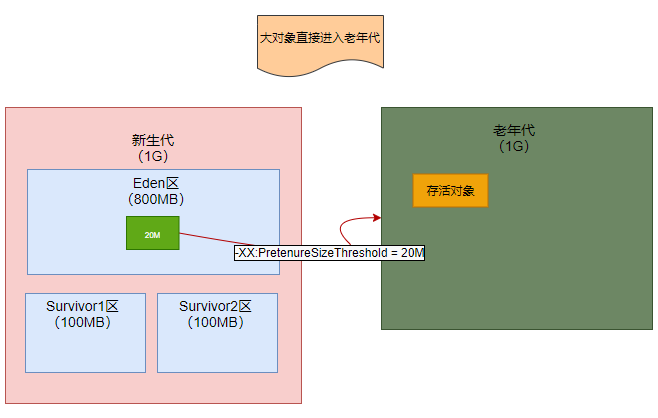 大对象直接进入老年代
新生代
（1G）
Eden区
（800MB）
20M
Survivor1区
（100MB）
Survivor2区
（100MB）
-XX:PretenureSizeThreshold = 20M
老年代
（1G）
存活对象